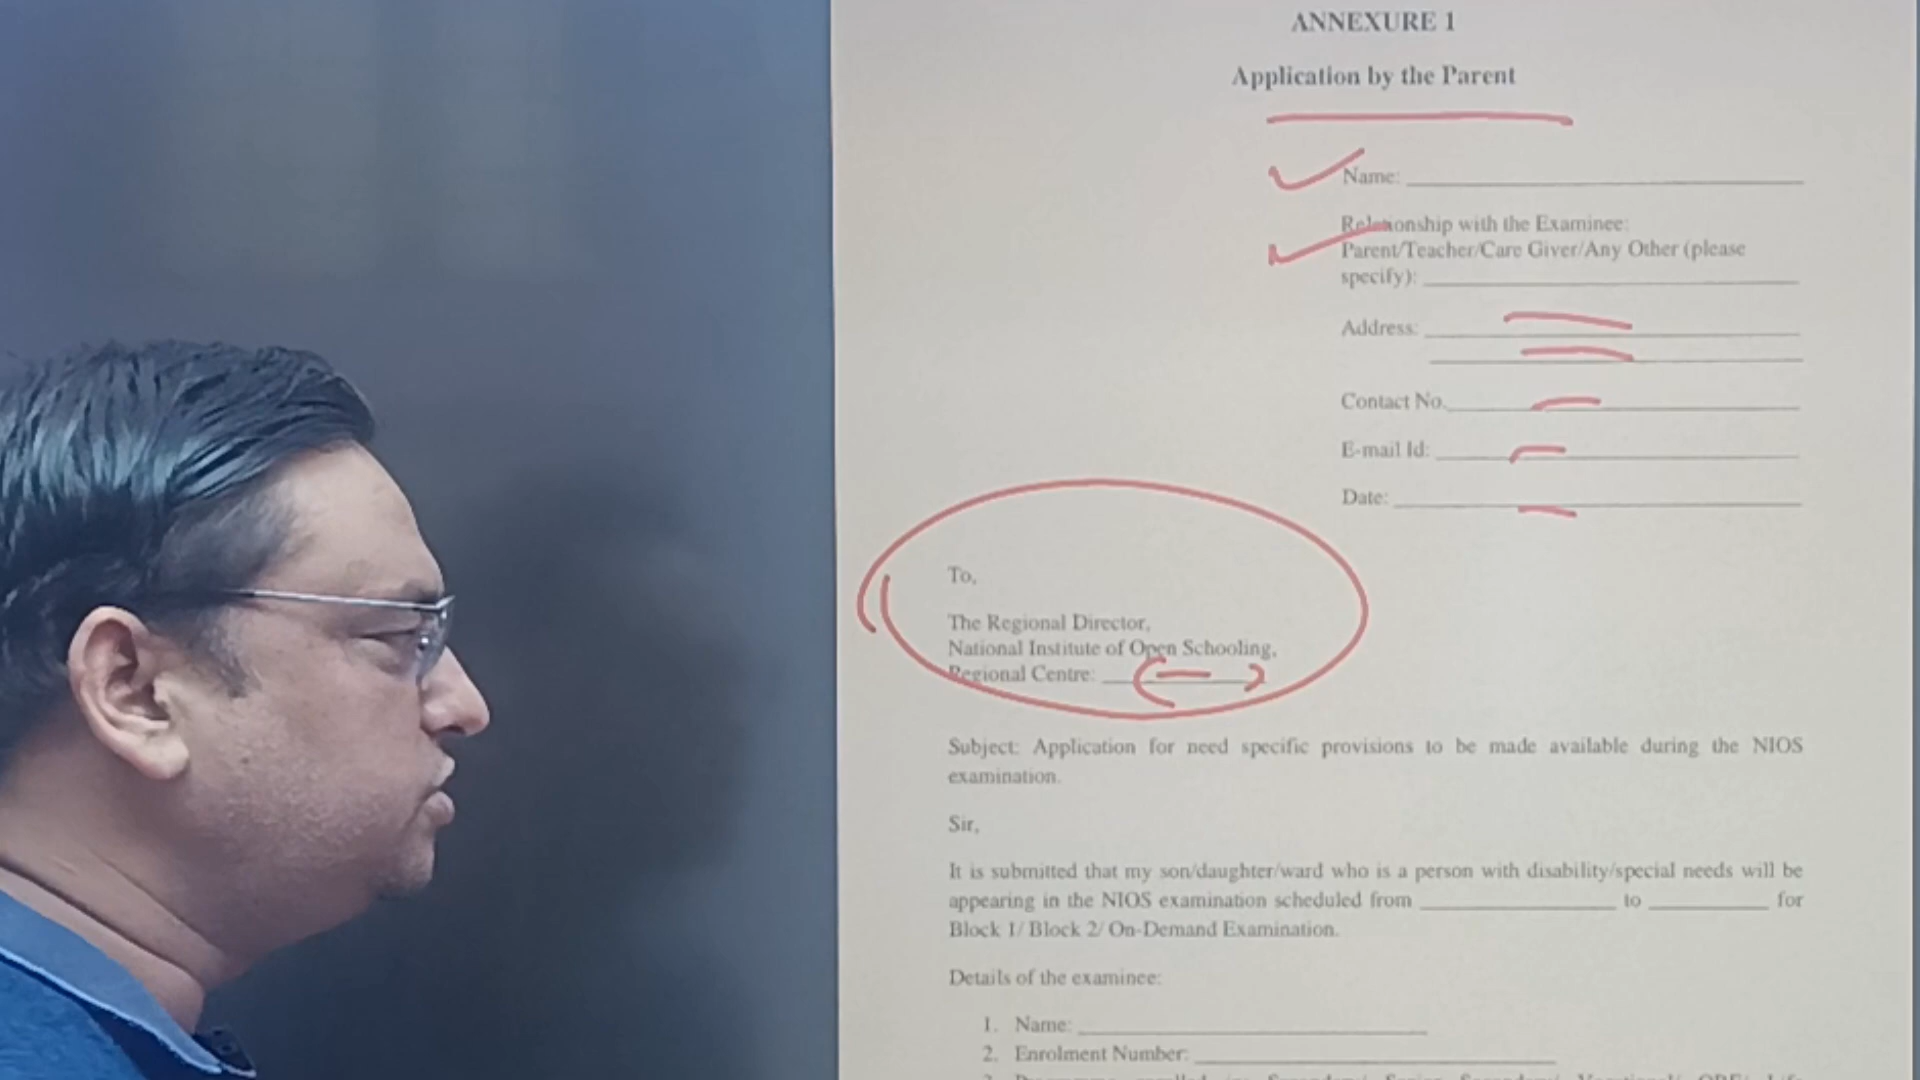 ANNEXURE 1
Application by the Parent
Name:
Relationship with the Examinee:
Parent/Teacher/Care Giver/Any Other (please
specify):
Address:
Contact No.
E-mail Id:
Date:
To,
The Regional Director,
National Institute of Open Schooling,
Regional Centre:
Subject: Application for need specific provisions to be made available during the NIOS
examination.
Sir,
It is submitted that my son/daughter/ward who is a person with disability/special needs will be
appearing in the NIOS examination scheduled from ____________ to ________ for
Block 1/ Block 2/ On-Demand Examination.
Details of the examinee:
1. Name:
2. Enrolment Number: